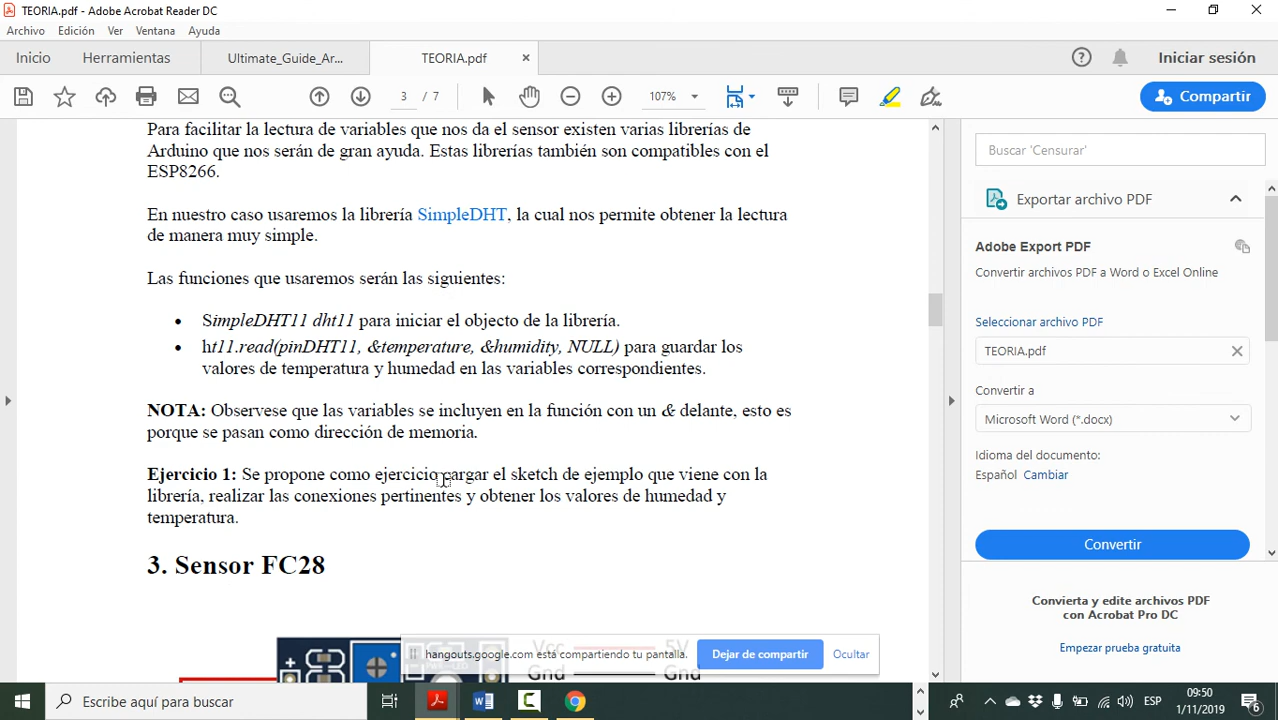 TEORIA.pdf - Adobe Acrobat Reader DC
Archivo Edición Ver Ventana Ayuda
Inicio Herramientas Ultimate_Guide_Ar... TEORIA.pdf Iniciar sesión
3 / 7 107% Compartir
Para facilitar la lectura de variables que nos da el sensor existen varias librerías de
Arduino que nos serán de gran ayuda. Estas librerías también son compatibles con el
ESP8266.
En nuestro caso usaremos la librería SimpleDHT, la cual nos permite obtener la lectura
de manera muy simple.
Las funciones que usaremos serán las siguientes:
• SimpleDHT11 dht11 para iniciar el objecto de la librería.
• ht11.read(pinDHT11, &temperature, &humidity, NULL) para guardar los
valores de temperatura y humedad en las variables correspondientes.
NOTA: Observese que las variables se incluyen en la función con un & delante, esto es
porque se pasan como dirección de memoria.
Ejercicio 1: Se propone como ejercicio cargar el sketch de ejemplo que viene con la
librería, realizar las conexiones pertinentes y obtener los valores de humedad y
temperatura.
3. Sensor FC28
Vcc 5V
Gnd Gnd
hangouts.google.com está compartiendo tu pantalla. Dejar de compartir Ocultar
Buscar 'Censurar'
Exportar archivo PDF
Adobe Export PDF
Convertir archivos PDF a Word o Excel Online
Seleccionar archivo PDF
TEORIA.pdf
Convertir a
Microsoft Word (*.docx)
Idioma del documento:
Español Cambiar
Convertir
Convierta y edite archivos PDF
con Acrobat Pro DC
Empezar prueba gratuita
Escribe aquí para buscar
ESP
09:50
1/11/2019
6